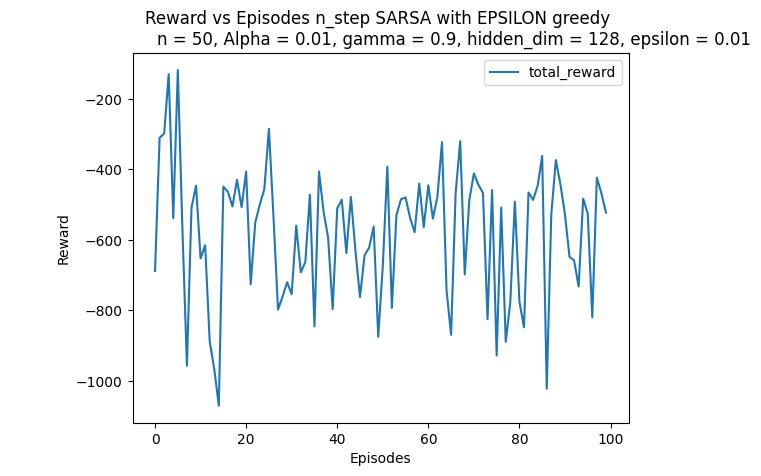 Reward vs Episodes n_step SARSA with EPSILON greedy
n = 50, Alpha = 0.01, gamma = 0.9, hidden_dim = 128, epsilon = 0.01
total_reward
−200
−400
−600
−800
−1000
Reward
0 20 40 60 80 100
Episodes